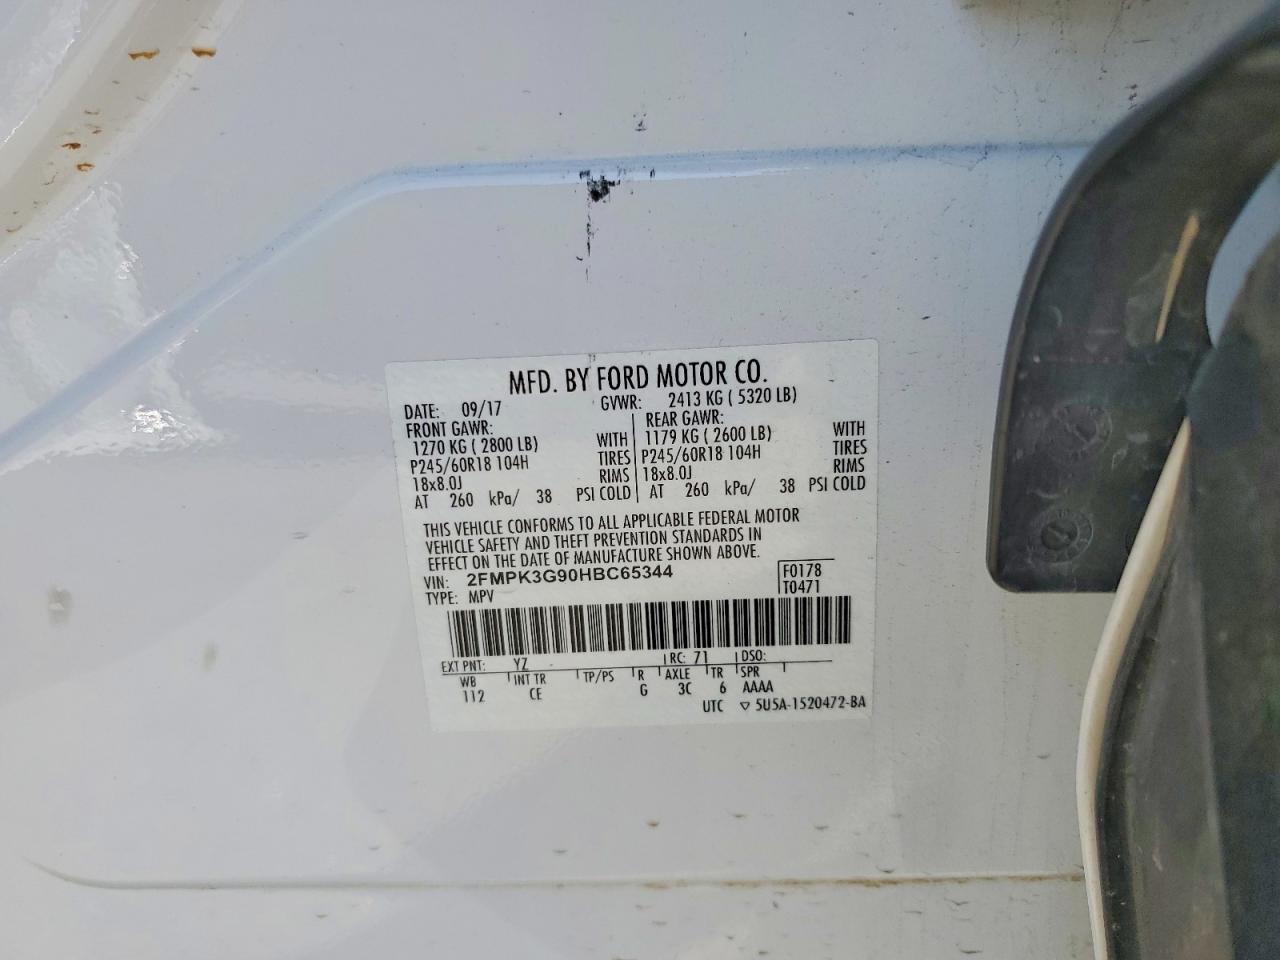 MFD. BY FORD MOTOR CO.
DATE: 09/17 GVWR: 2413 KG ( 5320 LB)
FRONT GAWR: REAR GAWR:
1270 KG ( 2800 LB) WITH 1179 KG ( 2600 LB) WITH
P245/60R18 104H TIRES P245/60R18 104H TIRES
18x8.0J RIMS 18x8.0J RIMS
AT 260 kPa/ 38 PSI COLD AT 260 kPa/ 38 PSI COLD
THIS VEHICLE CONFORMS TO ALL APPLICABLE FEDERAL MOTOR
VEHICLE SAFETY AND THEFT PREVENTION STANDARDS IN
EFFECT ON THE DATE OF MANUFACTURE SHOWN ABOVE.
VIN: 2FMPK3G90HBC65344 F0178
TYPE: MPV T0471
EXT PNT: YZ RC: 71 DSO:
WB INT TR TP/PS R AXLE TR SPR
112 CE G 3C 6 AAAA
UTC ▽ 5U5A-1520472-BA